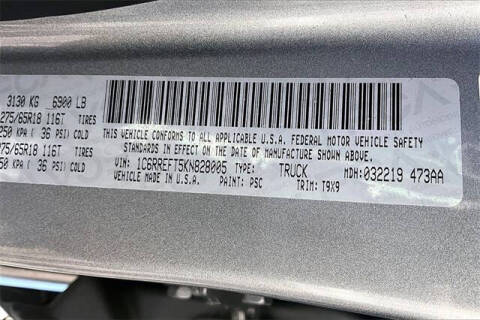 3130 KG 6900 LB
275/65R18 116T TIRES
250 KPA ( 36 PSI) COLD
275/65R18 116T TIRES
250 KPA ( 36 PSI) COLD
THIS VEHICLE CONFORMS TO ALL APPLICABLE U.S.A. FEDERAL MOTOR VEHICLE SAFETY
STANDARDS IN EFFECT ON THE DATE OF MANUFACTURE SHOWN ABOVE.
VIN: 1C6RREFT5KN828005 TYPE: TRUCK MDH:032219 473AA
VEHICLE MADE IN U.S.A. PAINT: PSC TRIM: T9X9